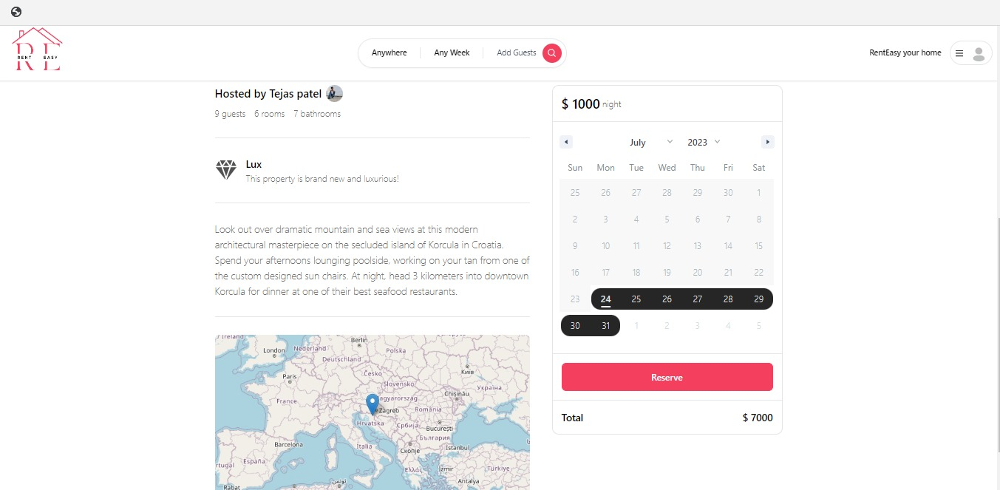 RE
RENT EASY
Anywhere
Any Week
Add Guests
RentEasy your home
Hosted by Tejas patel
9 guests 6 rooms 7 bathrooms
Lux
This property is brand new and luxurious!
Look out over dramatic mountain and sea views at this modern
architectural masterpiece on the secluded island of Korcula in Croatia.
Spend your afternoons lounging poolside, working on your tan from one of
the custom designed sun chairs. At night, head 3 kilometers into downtown
Korcula for dinner at one of their best seafood restaurants.
/ Ireland
London
Nederland
Berlin
Polska
Deutschland
Paris
Česko
Київ
Slovensko
Україна
France
agyarország
Chișinău
Zagreb
România
Hrvatska
Србија
București
България
Barcelona
Italia
Скопје
İstanbul
España
rtugal
Ελλάς
İzmir
Türkiye
Antalya
Rabat
تونس
$ 1000 night
July 2023
Sun Mon Tue Wed Thu Fri Sat
25 26 27 28 29 30 1
2 3 4 5 6 7 8
9 10 11 12 13 14 15
16 17 18 19 20 21 22
23 24 25 26 27 28 29
30 31 1 2 3 4 5
Reserve
Total $ 7000